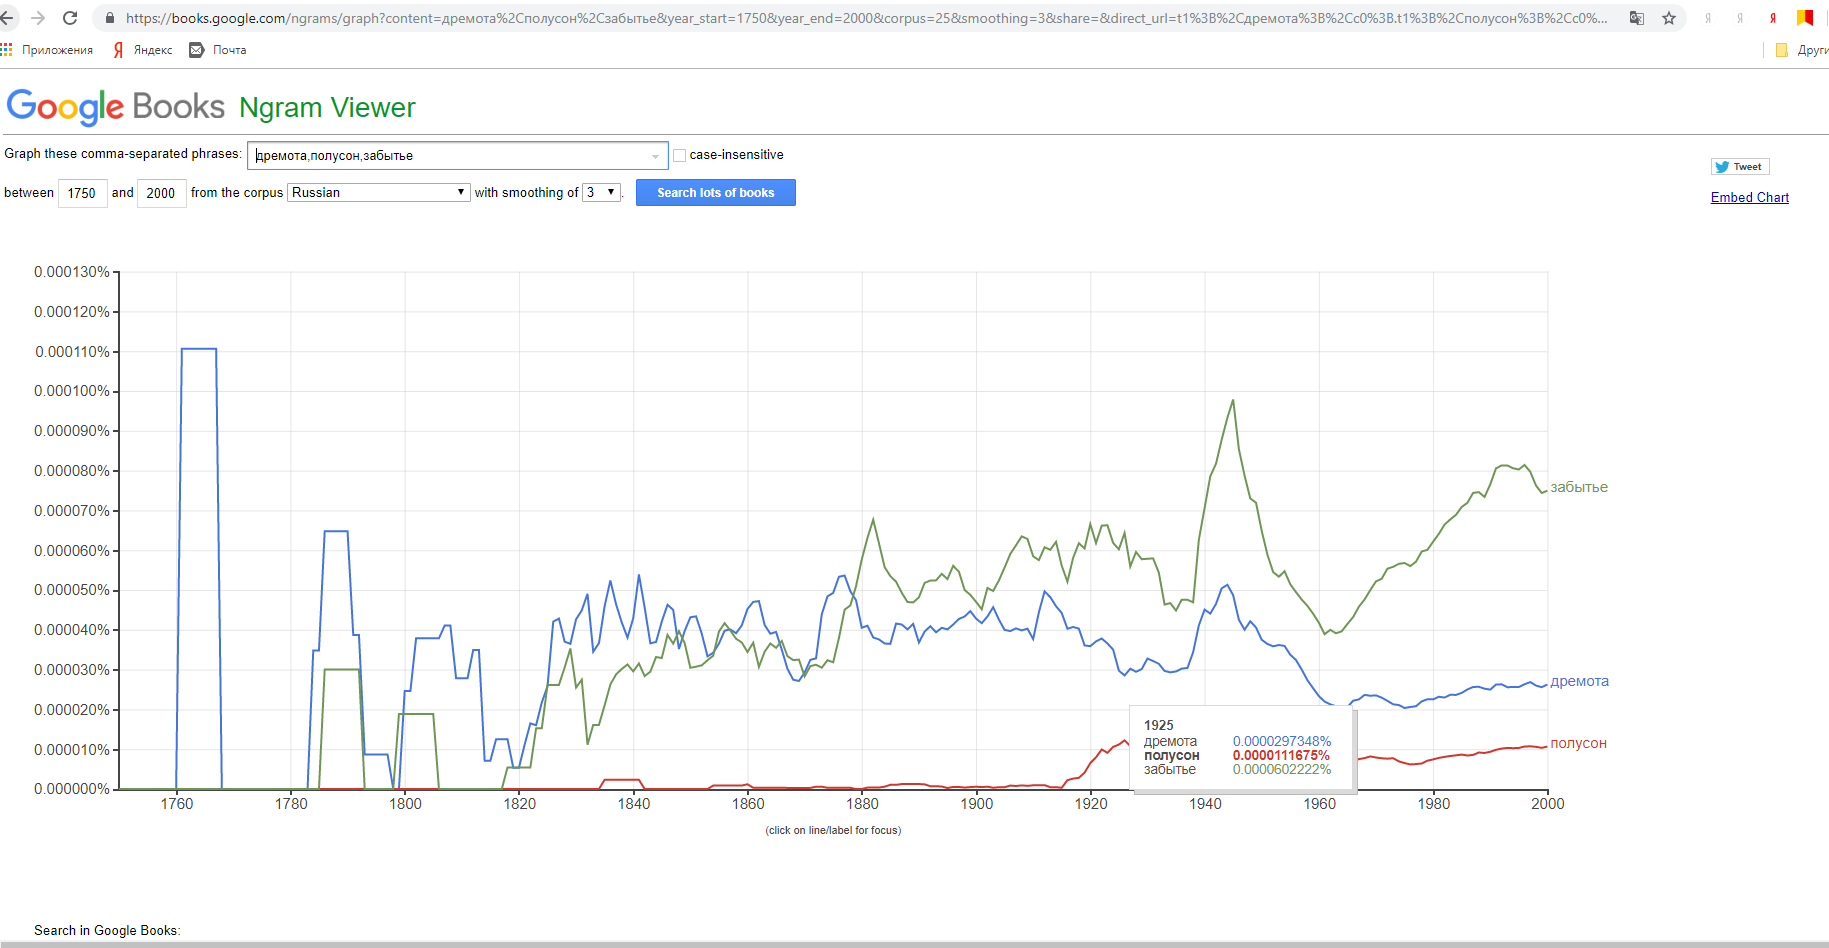 https://books.google.com/ngrams/graph?content=дремота%2Cполусон%2Cзабытье&year_start=1750&year_end=2000&corpus=25&smoothing=3&share=&direct_url=t1%3B%2Cдремота%3B%2Cc0%3B.t1%3B%2Cполусон%3B%2Cc0%...
Приложения Яндекс Почта Други
Google Books Ngram Viewer
Graph these comma-separated phrases: дремота,полусон,забытье case-insensitive
Tweet
between 1750 and 2000 from the corpus Russian with smoothing of 3 . Search lots of books
Embed Chart
0.000130%
0.000120%
0.000110%
0.000100%
0.000090%
0.000080%
забытье
0.000070%
0.000060%
0.000050%
0.000040%
0.000030%
дремота
0.000020%
1925
дремота 0.0000297348%
полусон 0.0000111675%
забытье 0.0000602222%
полусон
0.000010%
0.000000%
1760 1780 1800 1820 1840 1860 1880 1900 1920 1940 1960 1980 2000
(click on line/label for focus)
Search in Google Books: